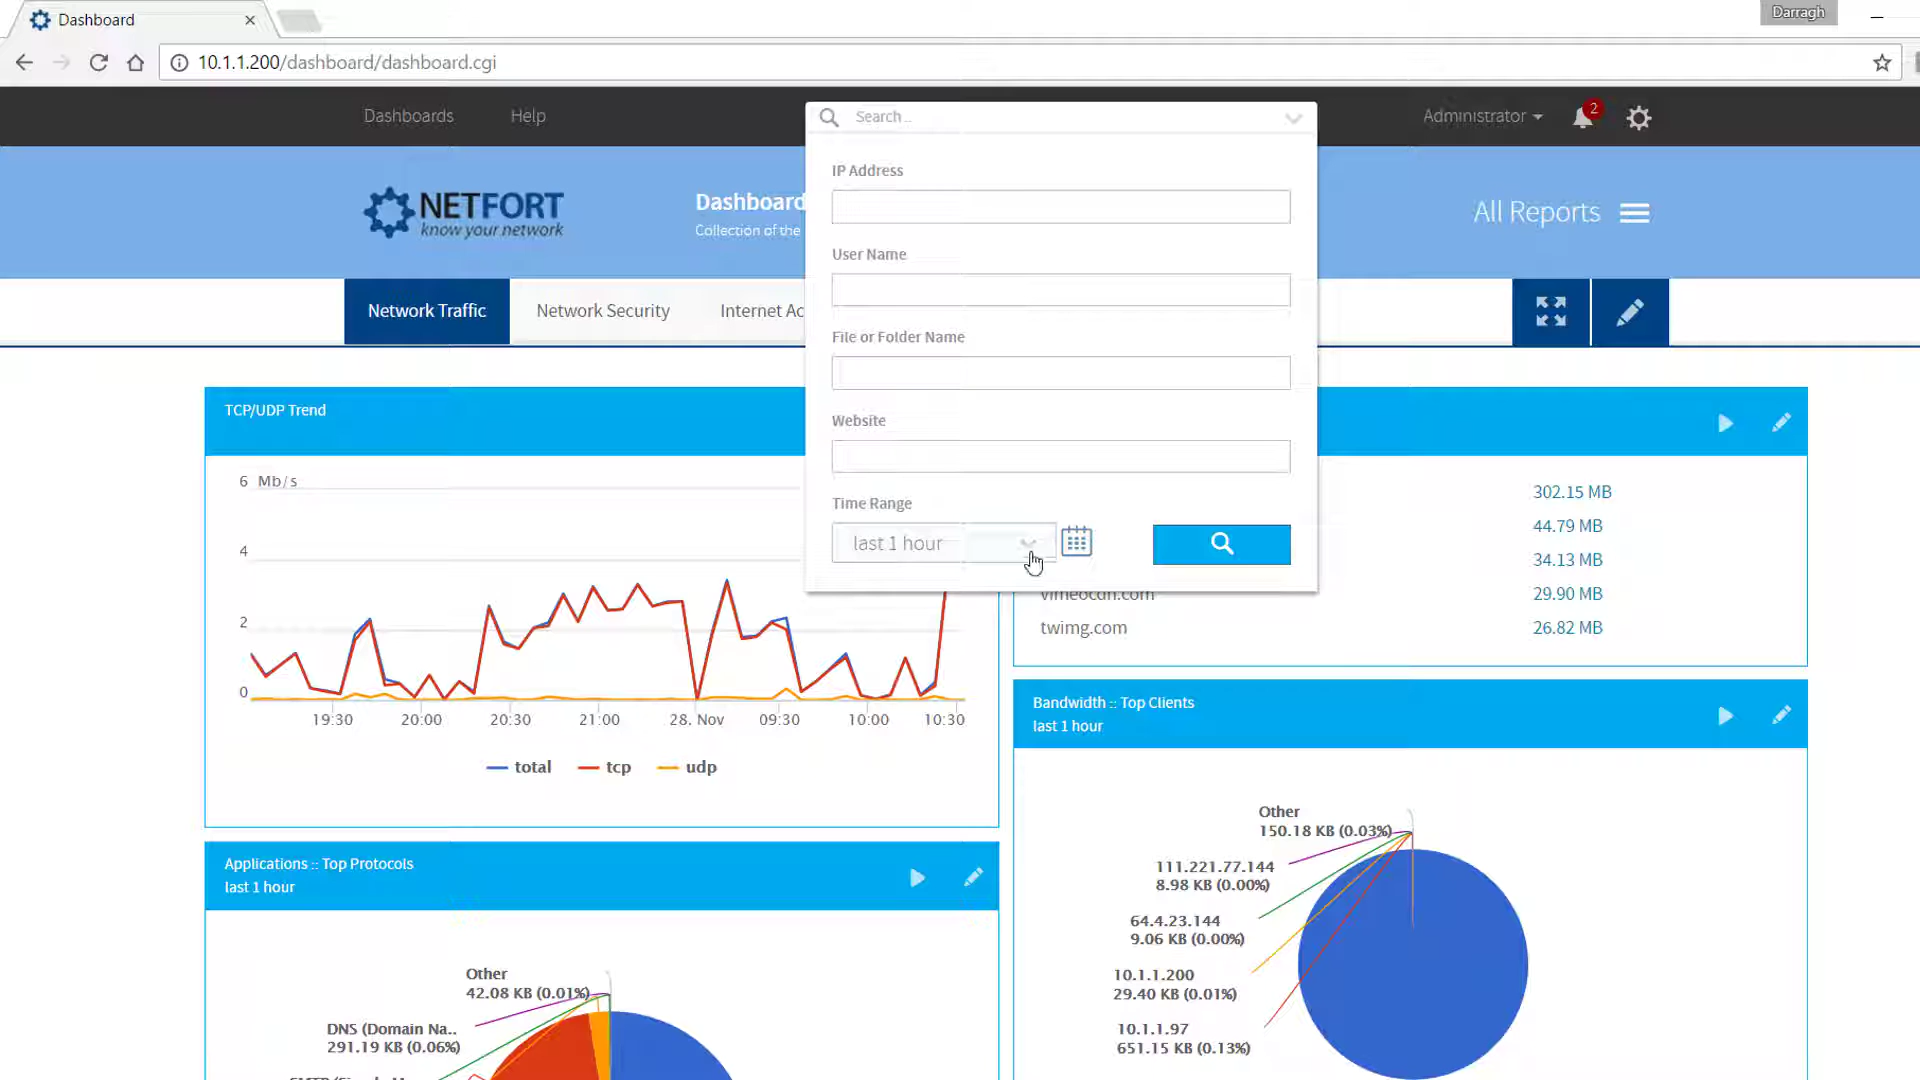 Dashboard
Darragh
10.1.1.200/dashboard/dashboard.cgi
Dashboards
Help
Search ..
Administrator
2
NETFORT
know your network
Dashboard
Collection of the
All Reports
IP Address
User Name
File or Folder Name
Website
Time Range
last 1 hour
Network Traffic
Network Security
Internet Ac
TCP/UDP Trend
6 Mb/s
4
2
0
19:30
20:00
20:30
21:00
28. Nov
09:30
10:00
10:30
total
tcp
udp
302.15 MB
44.79 MB
34.13 MB
vimeocdn.com
29.90 MB
twimg.com
26.82 MB
Bandwidth :: Top Clients
last 1 hour
Other
150.18 KB (0.03%)
111.221.77.144
8.98 KB (0.00%)
64.4.23.144
9.06 KB (0.00%)
10.1.1.200
29.40 KB (0.01%)
10.1.1.97
651.15 KB (0.13%)
Applications :: Top Protocols
last 1 hour
Other
42.08 KB (0.01%)
DNS (Domain Na..
291.19 KB (0.06%)